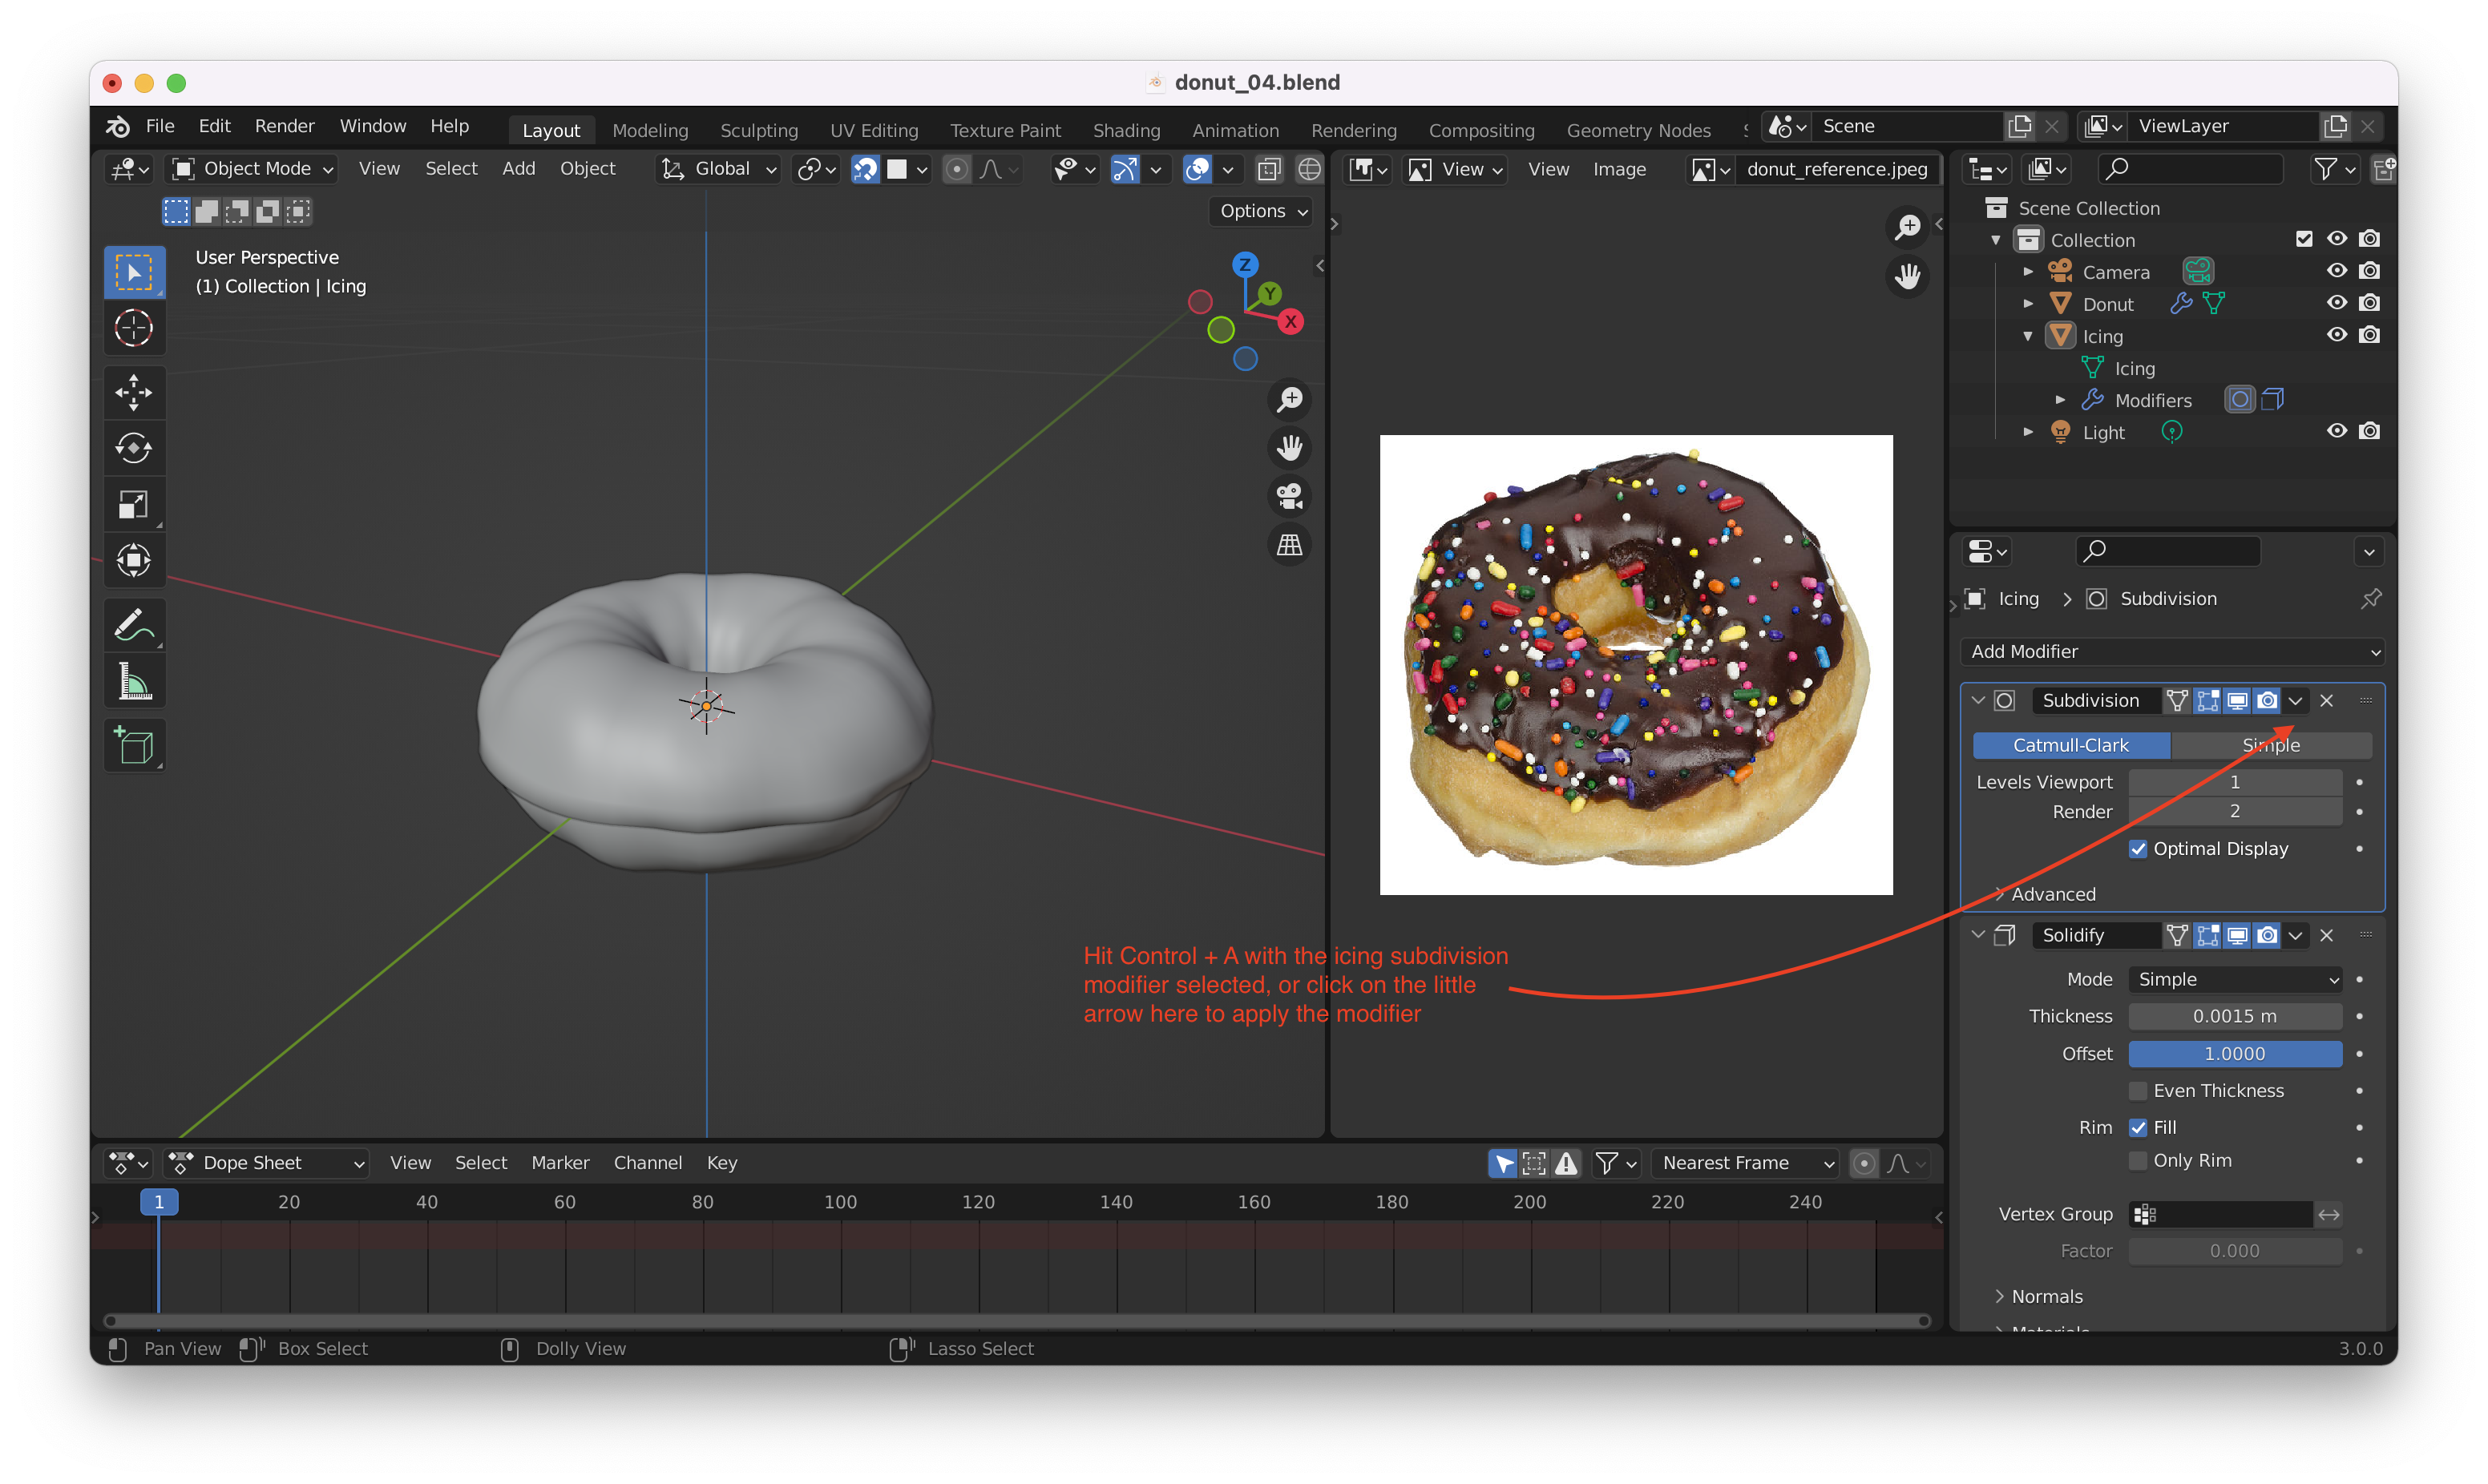 donut_04.blend
File Edit Render Window Help Layout Modeling Sculpting UV Editing Texture Paint Shading Animation Rendering Compositing Geometry Nodes Scene ViewLayer
Object Mode View Select Add Object Global View View Image donut_reference.jpeg
Options
User Perspective
(1) Collection | Icing
Z
Y
X
Scene Collection
Collection
Camera
Donut
Icing
Icing
Modifiers
Light
Icing > Subdivision
Add Modifier
Subdivision
Catmull-Clark Simple
Levels Viewport 1
Render 2
Optimal Display
Advanced
Hit Control + A with the icing subdivision
modifier selected, or click on the little
arrow here to apply the modifier
Solidify
Mode Simple
Thickness 0.0015 m
Offset 1.0000
Even Thickness
Rim Fill
Only Rim
Vertex Group
Factor 0.000
Normals
Materials
Dope Sheet View Select Marker Channel Key Nearest Frame
1 20 40 60 80 100 120 140 160 180 200 220 240
Pan View Box Select Dolly View Lasso Select 3.0.0